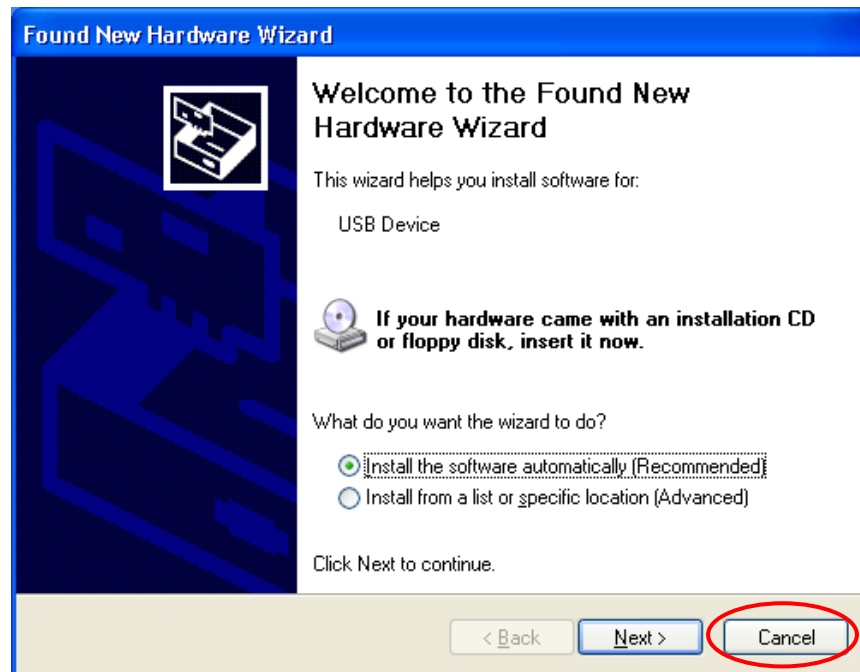 Found New Hardware Wizard
Welcome to the Found New
Hardware Wizard
This wizard helps you install software for:
USB Device
If your hardware came with an installation CD
or floppy disk, insert it now.
What do you want the wizard to do?
Install the software automatically (Recommended)
Install from a list or specific location (Advanced)
Click Next to continue.
< Back Next > Cancel